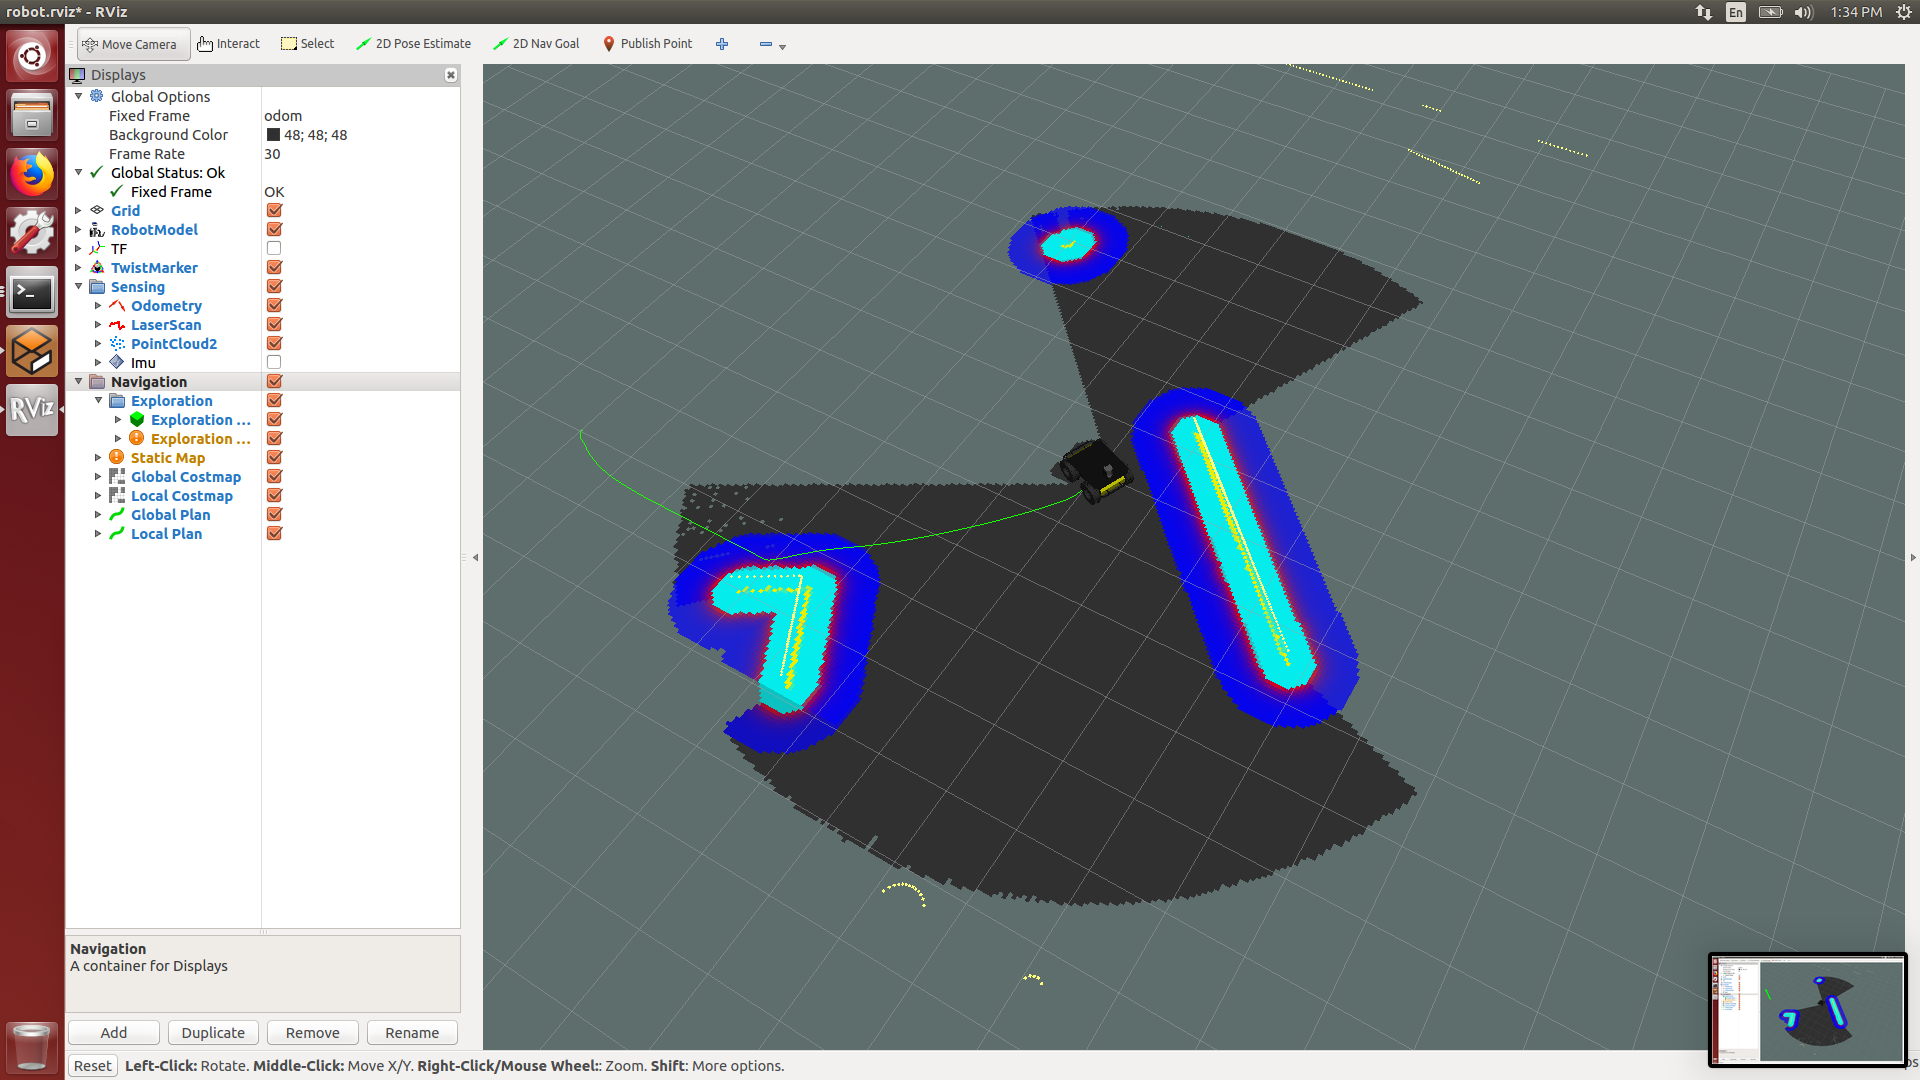 robot.rviz* - RViz
En
1:34 PM
Move Camera
Interact
Select
2D Pose Estimate
2D Nav Goal
Publish Point
Displays
Global Options
Fixed Frame odom
Background Color 48; 48; 48
Frame Rate 30
Global Status: Ok
Fixed Frame OK
Grid
RobotModel
TF
TwistMarker
Sensing
Odometry
LaserScan
PointCloud2
Imu
Navigation
Exploration
Exploration ...
Exploration ...
Static Map
Global Costmap
Local Costmap
Global Plan
Local Plan
RViz
Navigation
A container for Displays
Add Duplicate Remove Rename
Reset Left-Click: Rotate. Middle-Click: Move X/Y. Right-Click/Mouse Wheel:: Zoom. Shift: More options.